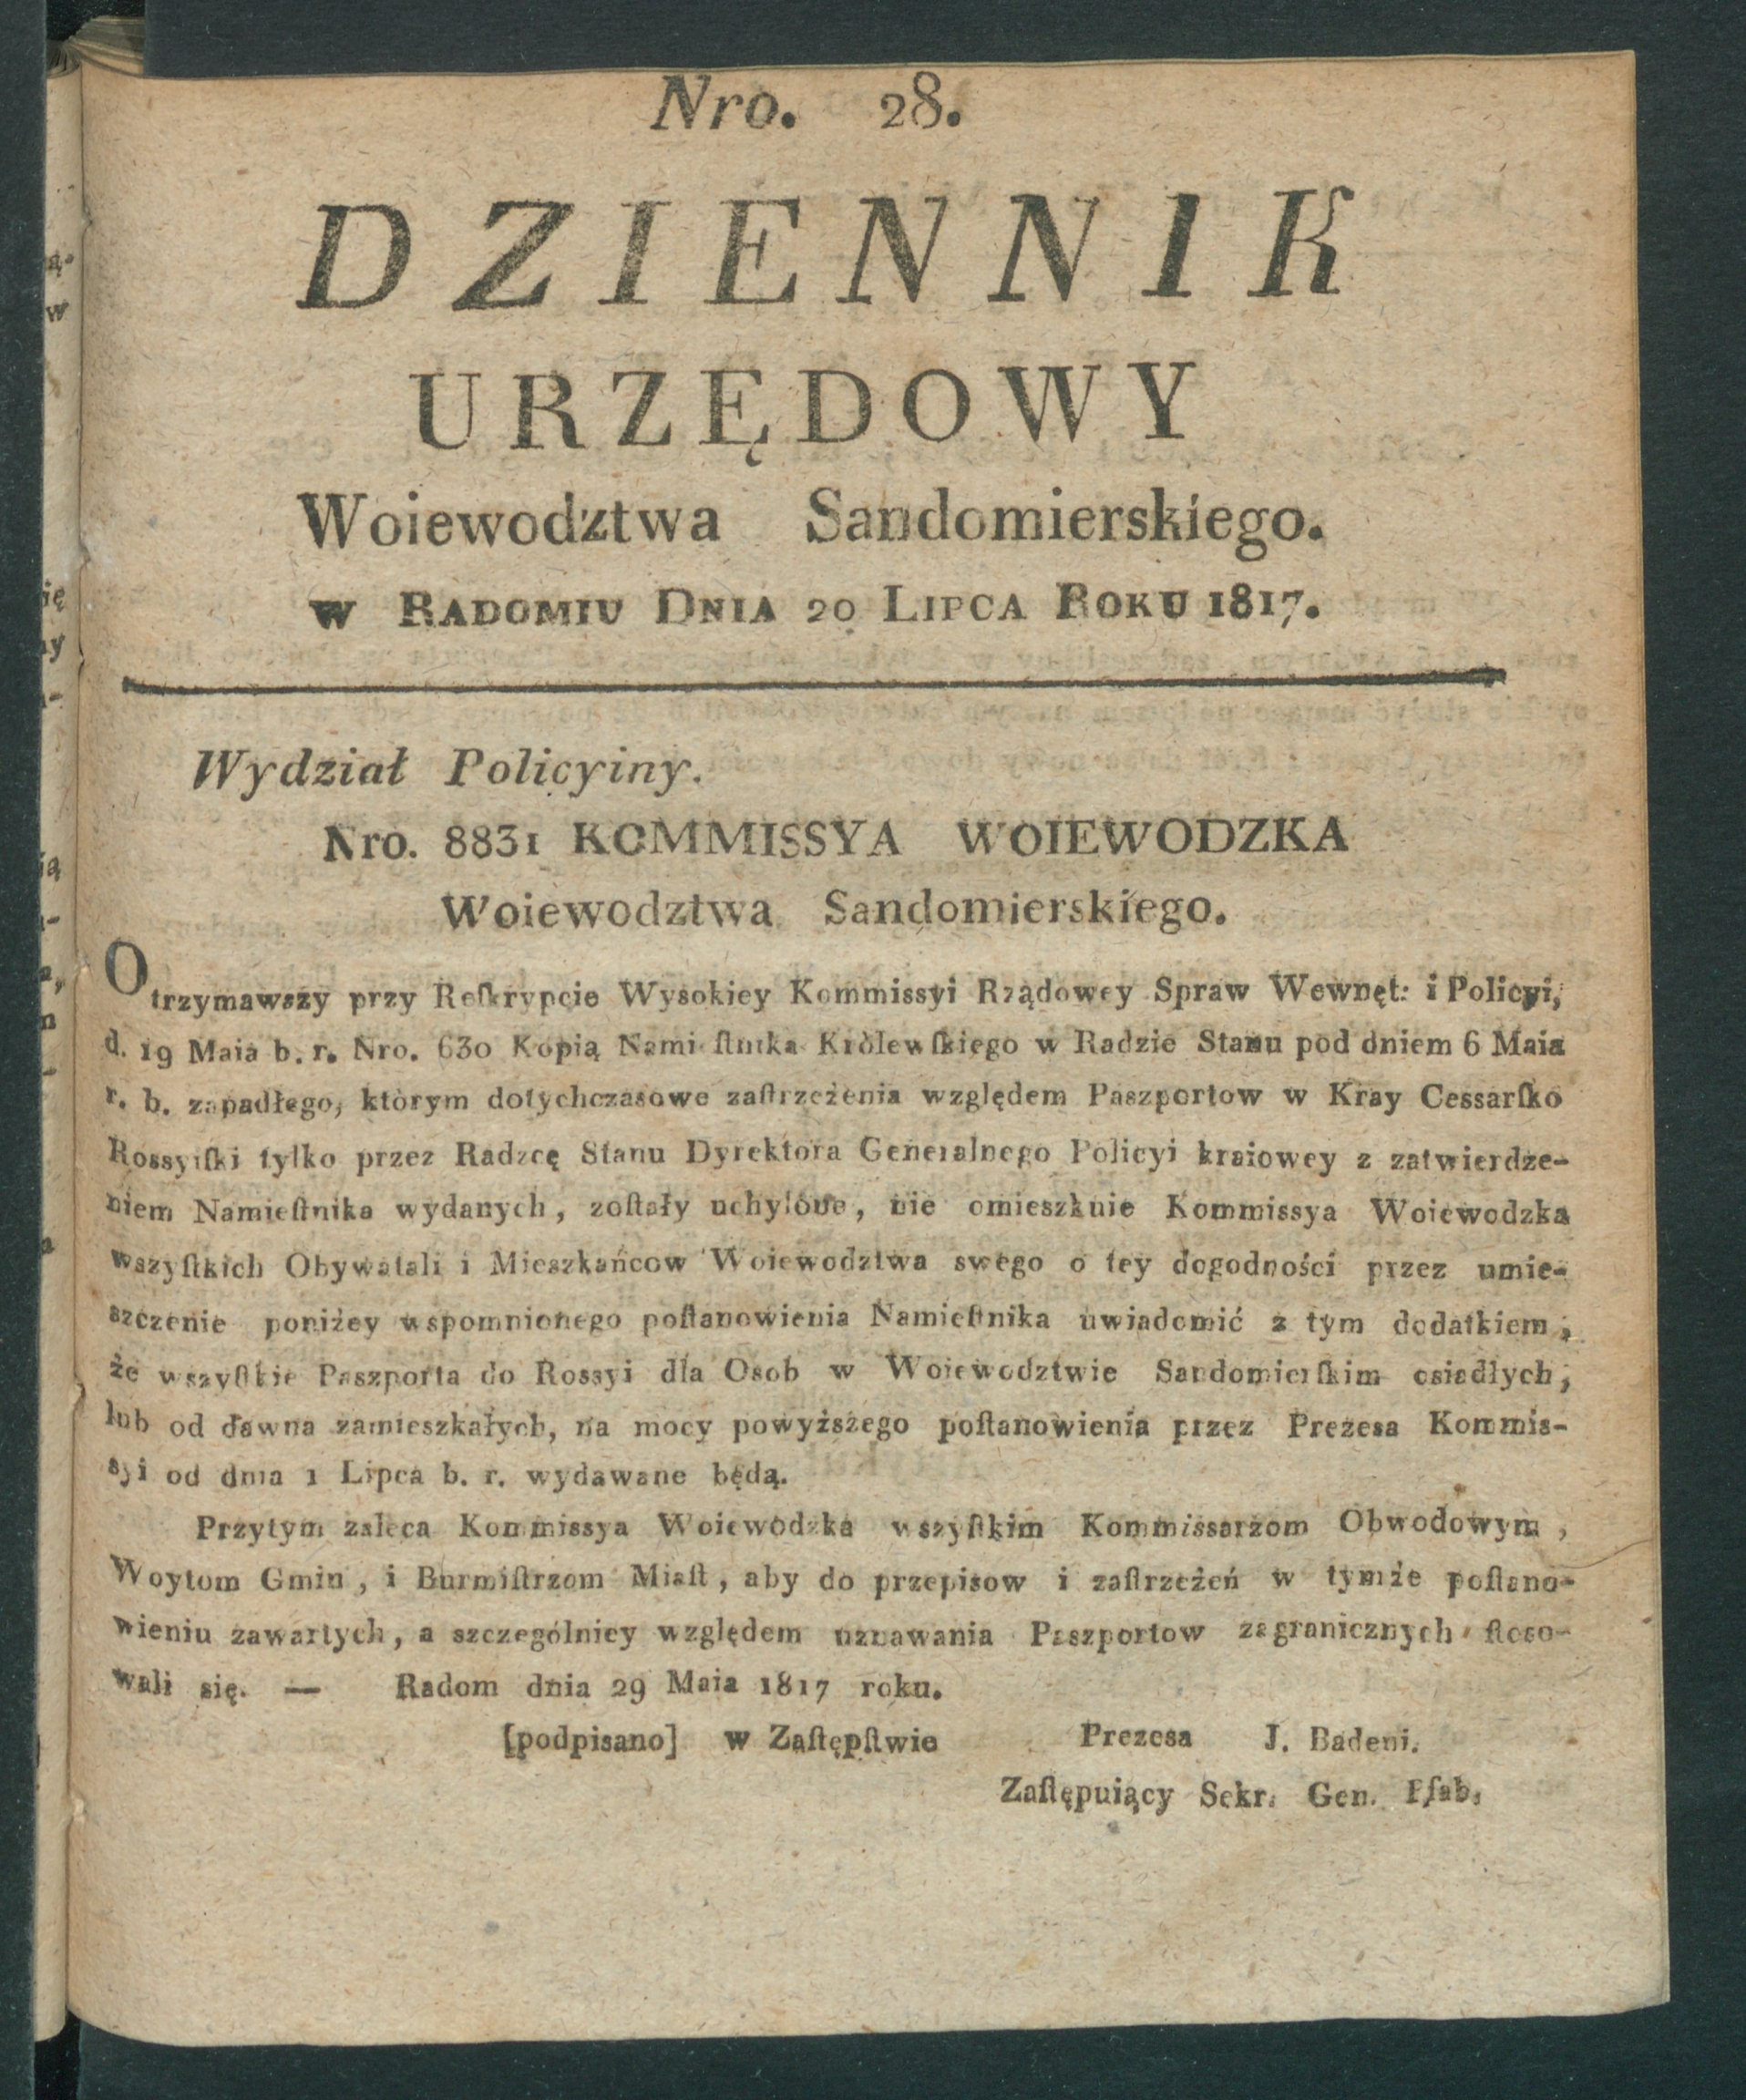 Nro. 28.
DZIENNIK
URZĘDOWY
Woiewodztwa Sandomierskiego.
w Radomiu Dnia 20 Lipca Roku 1817.
Wydział Policyiny.
Nro. 8831 KOMMISSYA WOIEWODZKA
Woiewodztwa Sandomierskiego.
Otrzymawszy przy Reſkrypcie Wysokiey Kommissyi Rządowey Spraw Wewnęt: i Policyi,
d. 19 Maia b. r. Nro. 630 Kopią Namieſtnika Królewſkiego w Radzie Stanu pod dniem 6 Maia
r. b. zapadłego, którym dotychczasowe zaſtrzeżenia względem Paszportow w Kray Cessarſko
Rossyiſki tylko przez Radzcę Stanu Dyrektora Generalnego Policyi kraiowey z zatwierdze-
niem Namieſtnika wydanych, zoſtały uchylóne, nie omieszkuie Kommissya Woiewodzka
wszyſtkich Obywatali i Mieszkańcow Woiewodztwa swego o tey dogodności przez umie-
szczenie poniżey wspomnionego poſtanowienia Namieſtnika uwiadomić z tym dodatkiem,
że wszyſtkie Paszporta do Rossyi dla Osob w Woiewodztwie Sandomierſkim osiadłych,
lub od dawna zamieszkałych, na mocy powyższego poſtanowienia przez Prezesa Kommis-
syi od dnia 1 Lipca b. r. wydawane będą.
Przytym zaleca Kommissya Woiewódzka wszyſtkim Kommissarzom Obwodowym,
Woytom Gmin, i Burmiſtrzom Miaſt, aby do przepisow i zaſtrzeżeń w tymże poſtano-
wieniu zawartych, a szczególniey względem uznawania Paszportow zagranicznych ſtoso-
wali się. — Radom dnia 29 Maia 1817 roku.
[podpisano] w Zaſtępſtwie Prezesa J. Badeni.
Zaſtępuiący Sekr. Gen.
ą.
w
ię
ny
ią
n
a